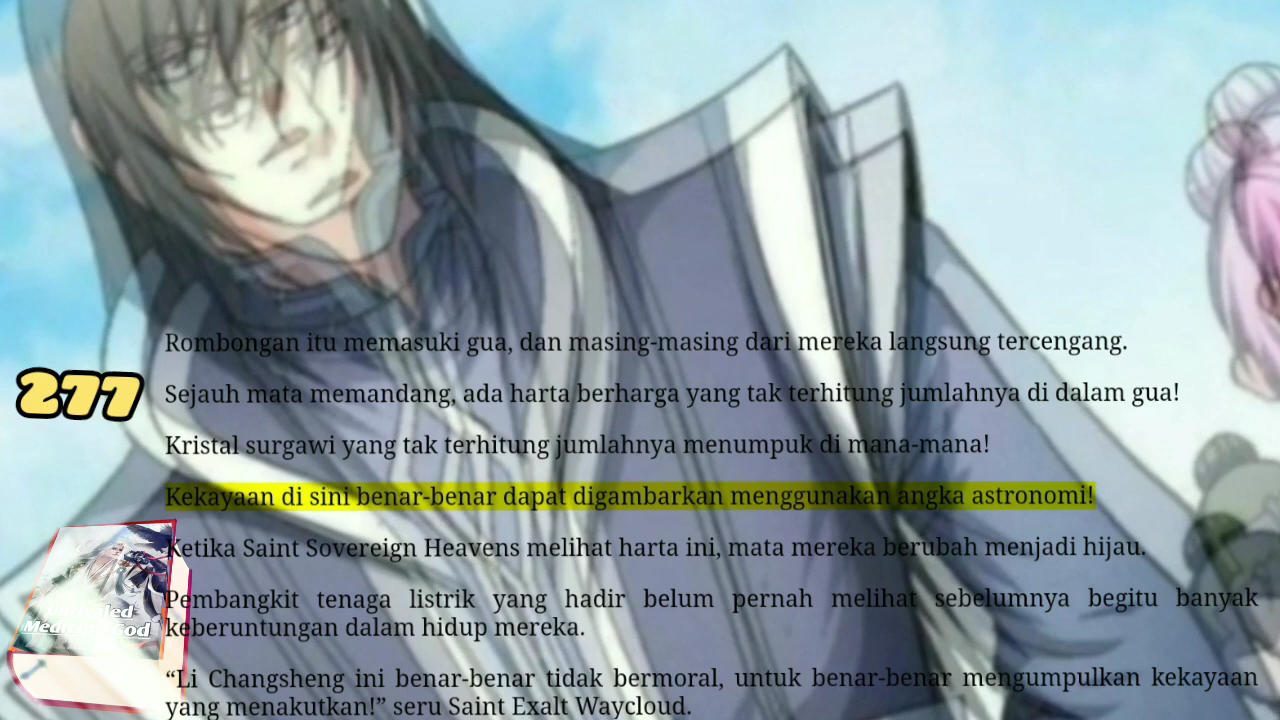 Rombongan itu memasuki gua, dan masing-masing dari mereka langsung tercengang.
277
Sejauh mata memandang, ada harta berharga yang tak terhitung jumlahnya di dalam gua!
Kristal surgawi yang tak terhitung jumlahnya menumpuk di mana-mana!
Kekayaan di sini benar-benar dapat digambarkan menggunakan angka astronomi!
Ketika Saint Sovereign Heavens melihat harta ini, mata mereka berubah menjadi hijau.
Pembangkit tenaga listrik yang hadir belum pernah melihat sebelumnya begitu banyak
keberuntungan dalam hidup mereka.
Medicine God
“Li Changsheng ini benar-benar tidak bermoral, untuk benar-benar mengumpulkan kekayaan
yang menakutkan!” seru Saint Exalt Waycloud.